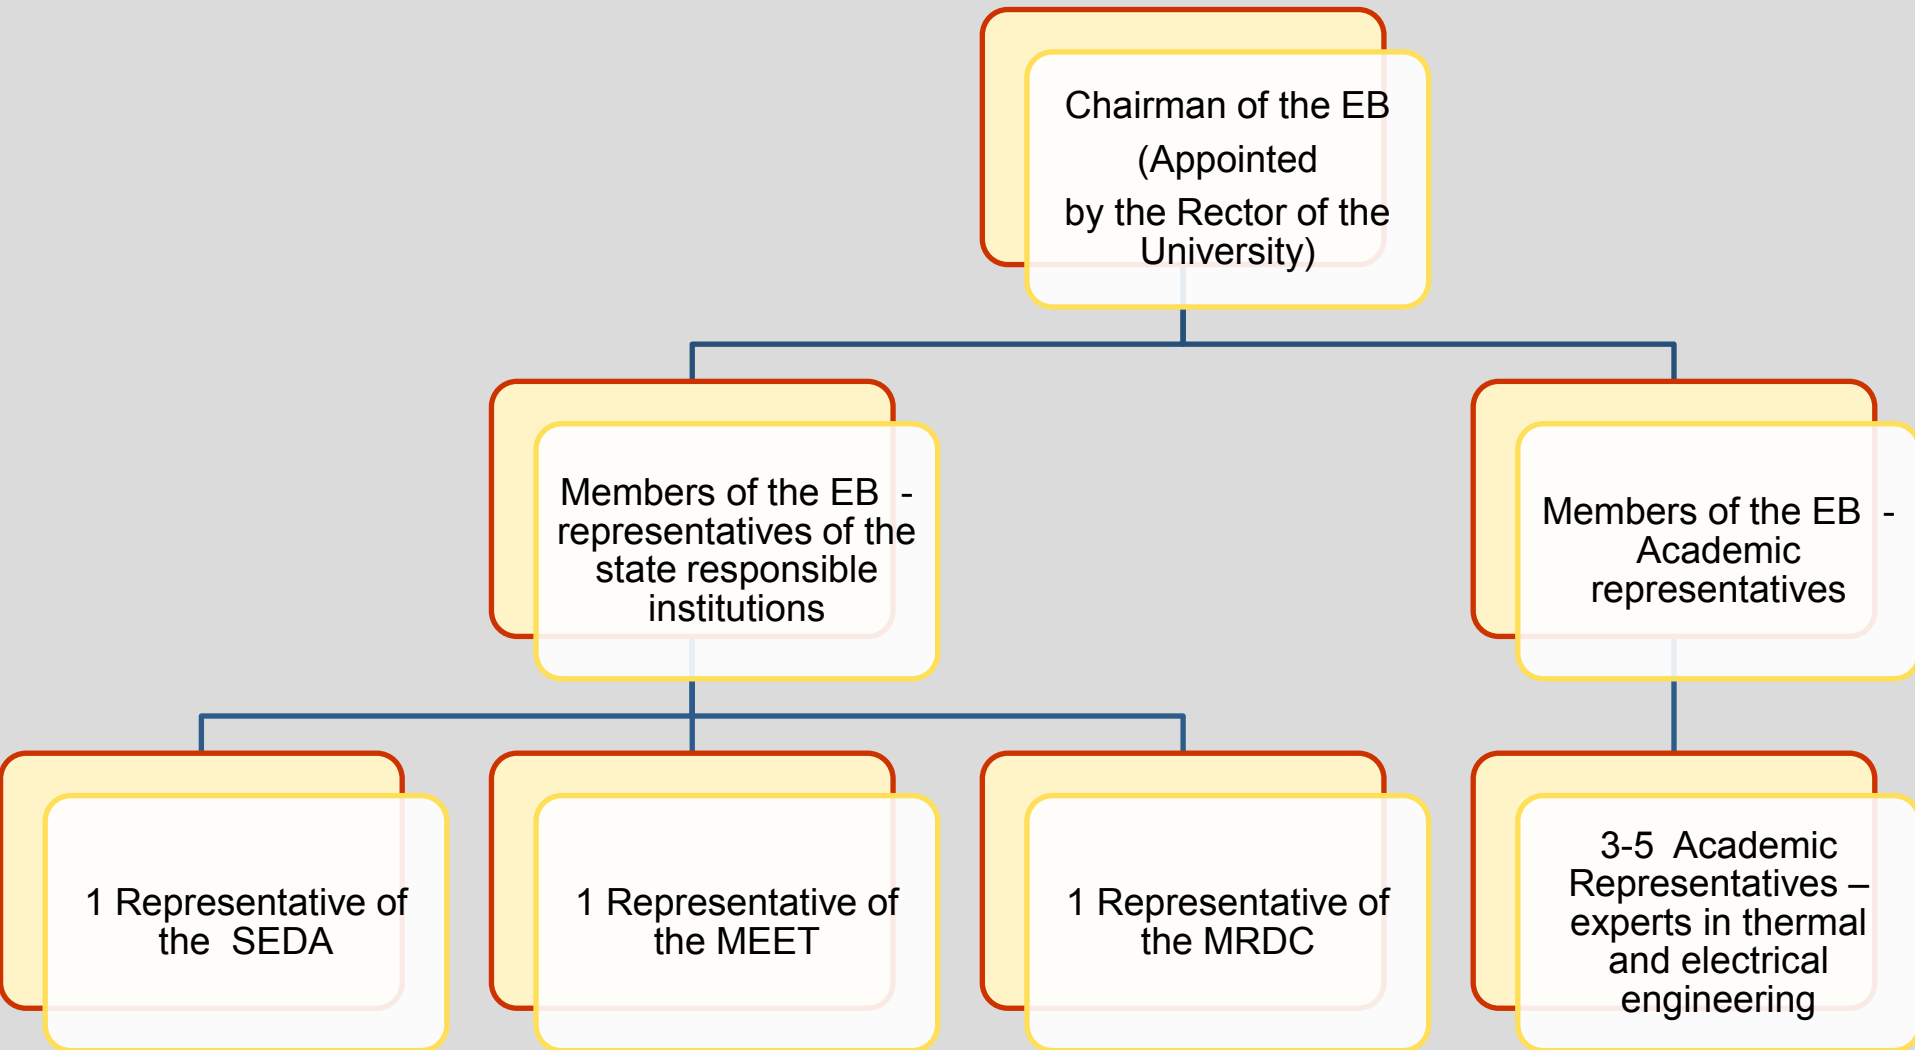 Chairman of the EB
(Appointed
by the Rector of the
University)
Members of the EB  -
representatives of the
state responsible
institutions
Members of the EB  -
Academic
representatives
1 Representative of
the  SEDA
1 Representative of
the MEET
1 Representative of
the MRDC
3-5  Academic
Representatives –
experts in thermal
and electrical
engineering